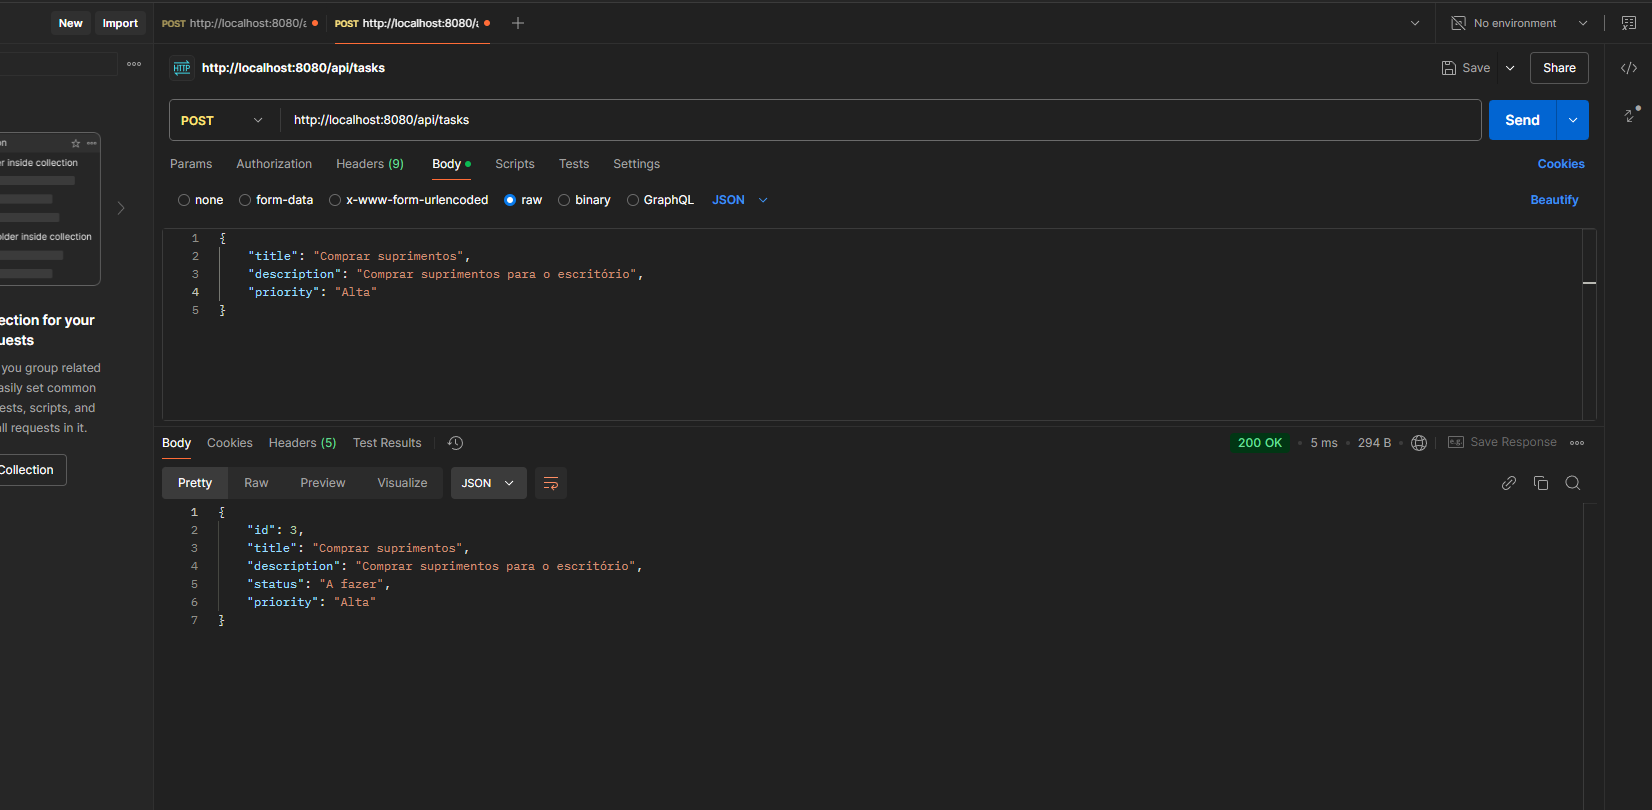 New Import
POST http://localhost:8080/a POST http://localhost:8080/a No environment
http://localhost:8080/api/tasks Save Share
POST http://localhost:8080/api/tasks Send
Params Authorization Headers (9) Body Scripts Tests Settings Cookies
none form-data x-www-form-urlencoded raw binary GraphQL JSON Beautify
1 {
2 "title": "Comprar suprimentos",
3 "description": "Comprar suprimentos para o escritório",
4 "priority": "Alta"
5 }
on
er inside collection
older inside collection
ection for your
uests
you group related
asily set common
ests, scripts, and
ll requests in it.
Collection
Body Cookies Headers (5) Test Results 200 OK 5 ms 294 B e.g. Save Response
Pretty Raw Preview Visualize JSON
1 {
2 "id": 3,
3 "title": "Comprar suprimentos",
4 "description": "Comprar suprimentos para o escritório",
5 "status": "A fazer",
6 "priority": "Alta"
7 }